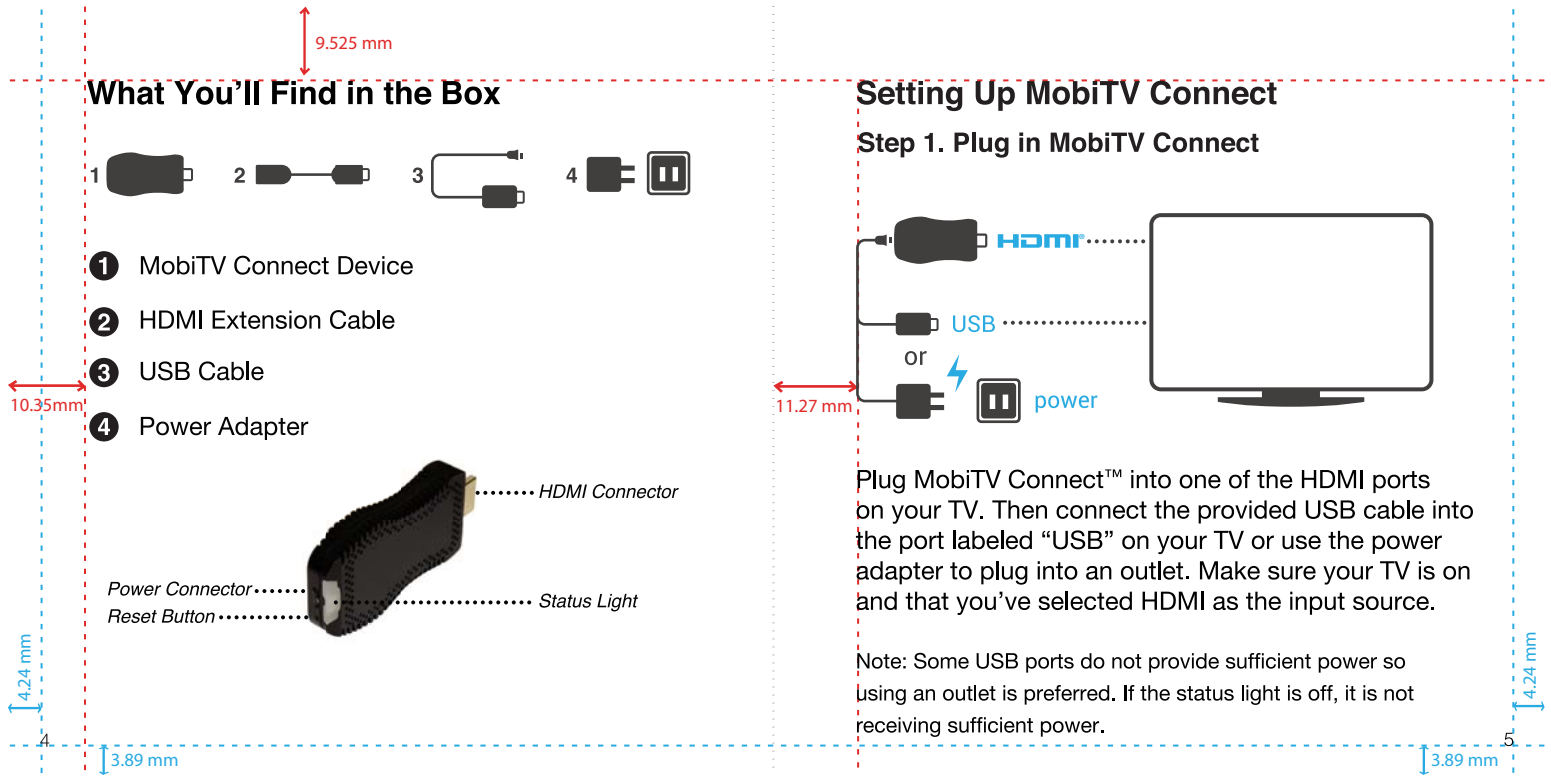 9.525 mm
What You’ll Find in the Box
1
2
3
4
1 MobiTV Connect Device
2 HDMI Extension Cable
3 USB Cable
4 Power Adapter
10.35mm
HDMI Connector
Power Connector
Reset Button
Status Light
4.24 mm
4
3.89 mm
Setting Up MobiTV Connect
Step 1. Plug in MobiTV Connect
HDMI®
USB
or
power
11.27 mm
Plug MobiTV Connect™ into one of the HDMI ports
on your TV. Then connect the provided USB cable into
the port labeled “USB” on your TV or use the power
adapter to plug into an outlet. Make sure your TV is on
and that you’ve selected HDMI as the input source.
Note: Some USB ports do not provide sufficient power so
using an outlet is preferred. If the status light is off, it is not
receiving sufficient power.
4.24 mm
5
3.89 mm